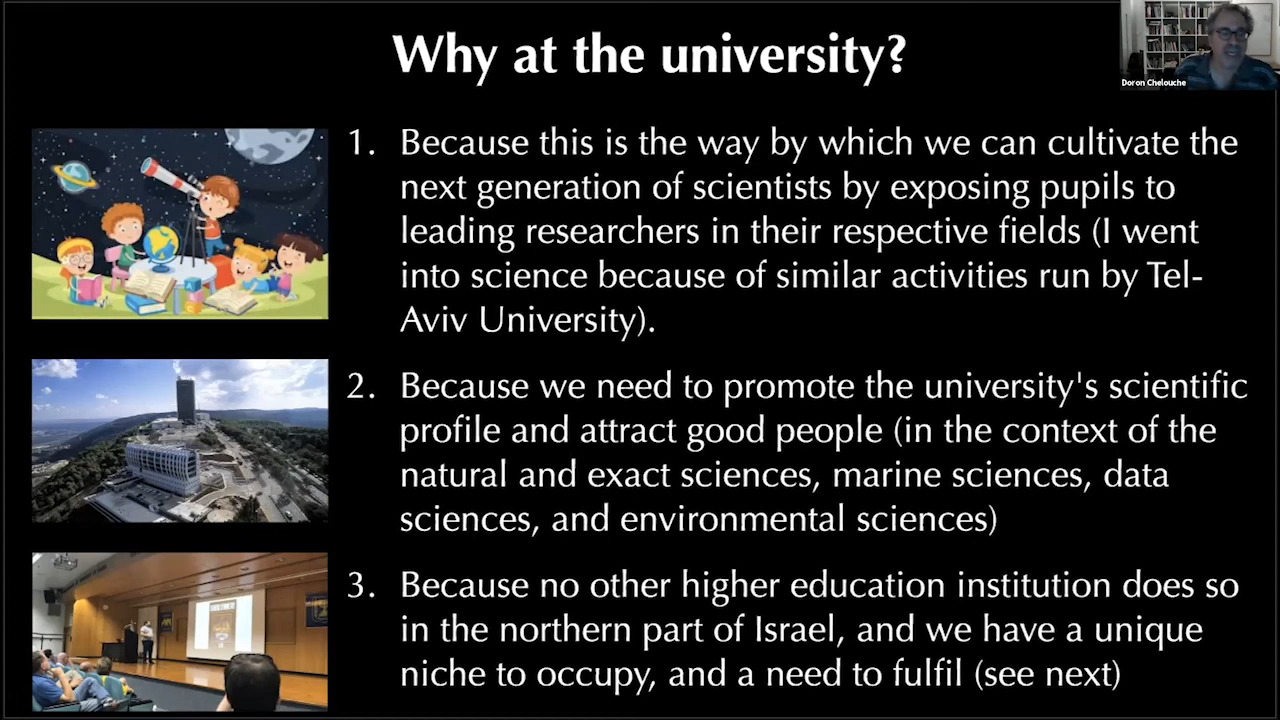 Why at the university?
Doron Chelouche
1. Because this is the way by which we can cultivate the
next generation of scientists by exposing pupils to
leading researchers in their respective fields (I went
into science because of similar activities run by Tel-
Aviv University).
2. Because we need to promote the university's scientific
profile and attract good people (in the context of the
natural and exact sciences, marine sciences, data
sciences, and environmental sciences)
3. Because no other higher education institution does so
in the northern part of Israel, and we have a unique
niche to occupy, and a need to fulfil (see next)